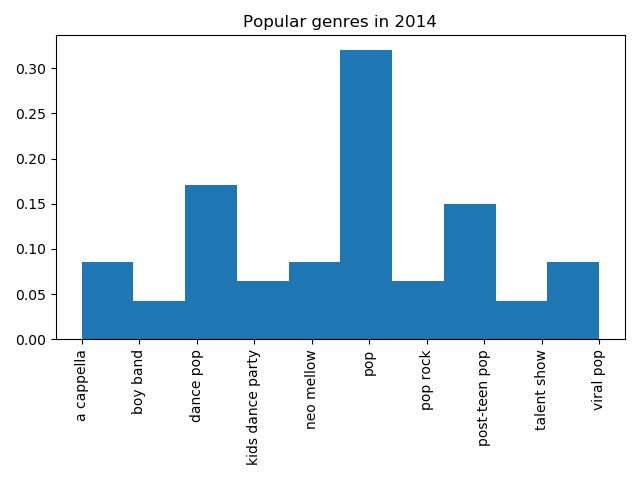 Popular genres in 2014
0.30
0.25
0.20
0.15
0.10
0.05
0.00
a cappella
boy band
dance pop
kids dance party
neo mellow
pop
pop rock
post-teen pop
talent show
viral pop